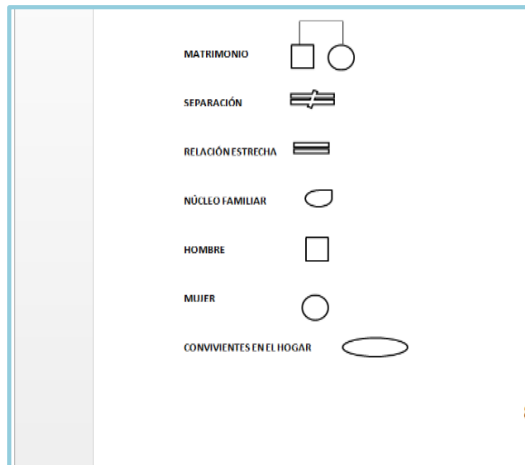 MATRIMONIO
SEPARACIÓN
RELACIÓN ESTRECHA
NÚCLEO FAMILIAR
HOMBRE
MUJER
CONVIVIENTES EN EL HOGAR